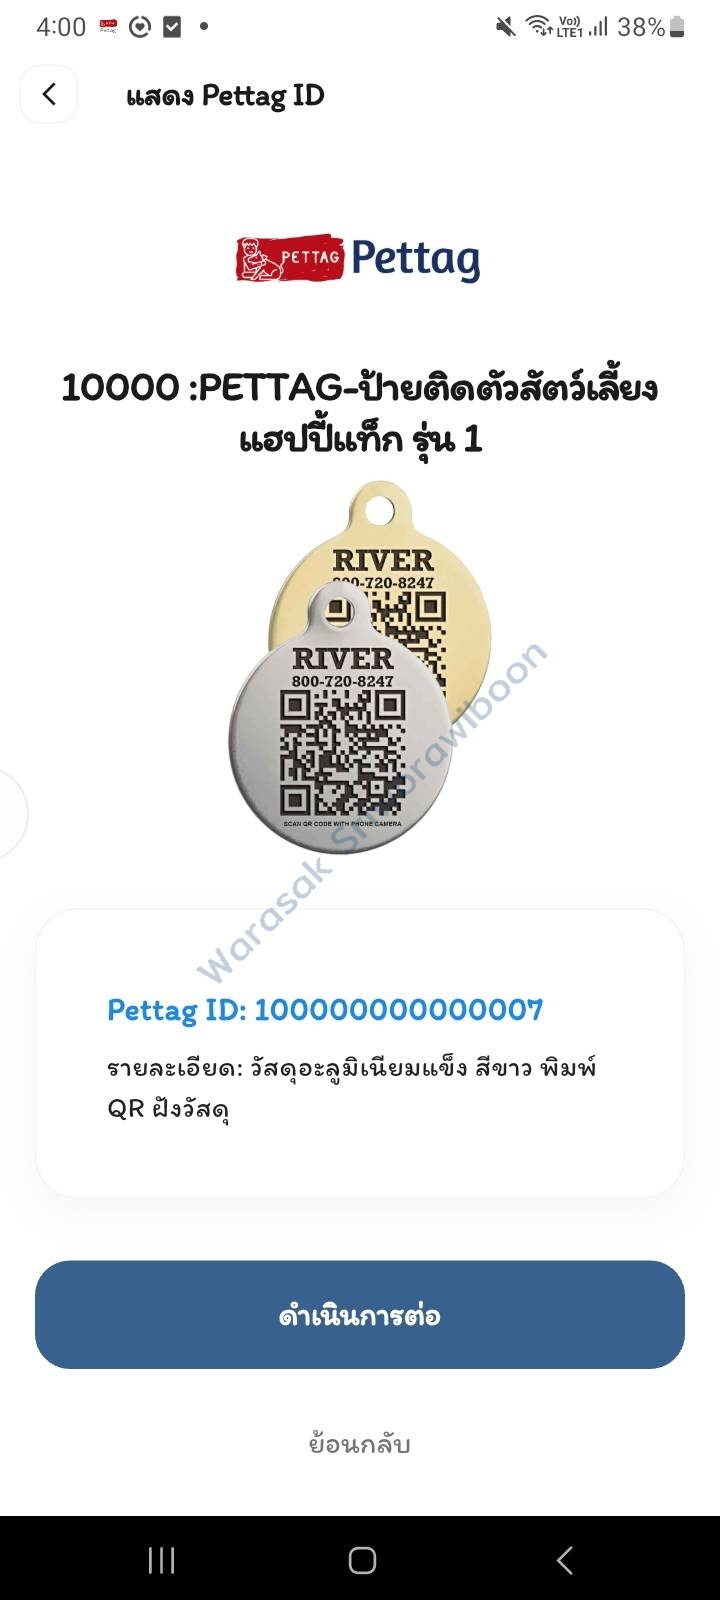 4:00
Vo))
LTE1
38%
แสดง Pettag ID
PETTAG
Pettag
10000 :PETTAG-ป้ายติดตัวสัตว์เลี้ยง
แฮปปี้แท็ก รุ่น 1
RIVER
800-720-8247
RIVER
800-720-8247
SCAN QR CODE WITH PHONE CAMERA
Warasak Sriworawiboon
Pettag ID: 100000000000007
รายละเอียด: วัสดุอะลูมิเนียมแข็ง สีขาว พิมพ์
QR ฝังวัสดุ
ดำเนินการต่อ
ย้อนกลับ